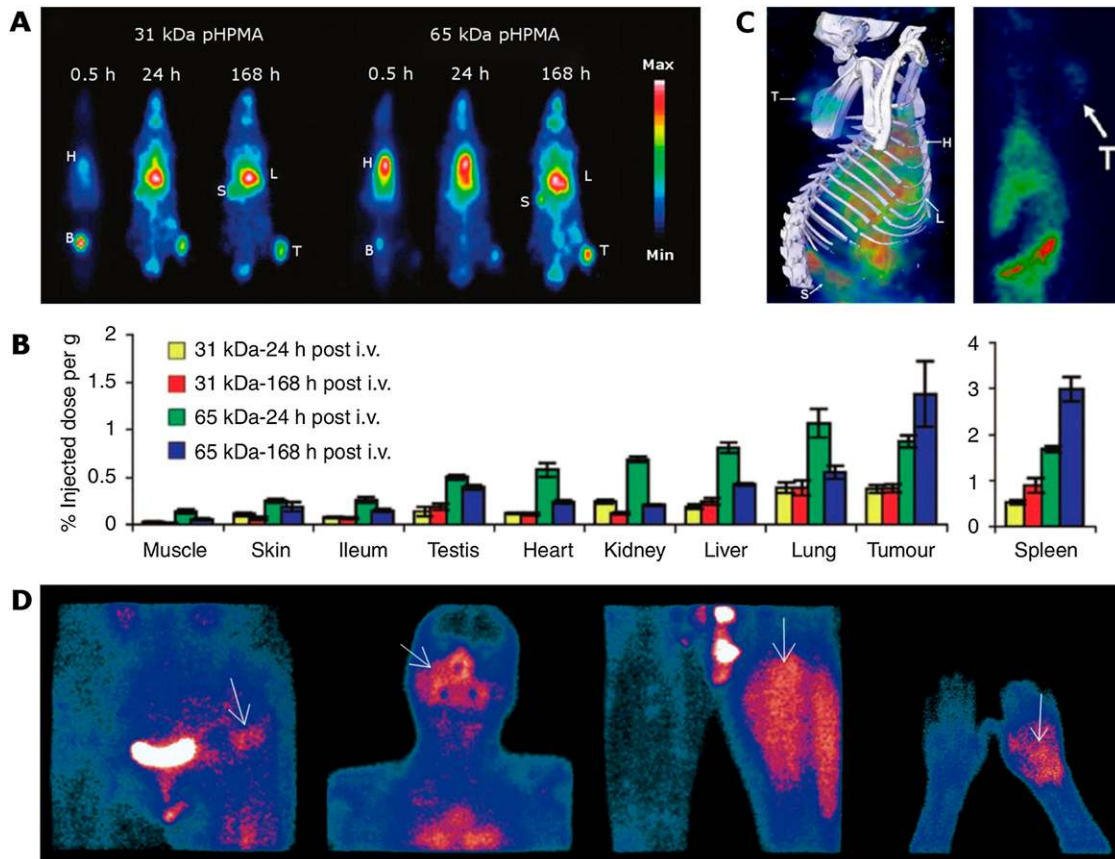 A
31 kDa pHPMA
65 kDa pHPMA
0.5 h
24 h
168 h
0.5 h
24 h
168 h
Max
Min
H
B
S
L
H
B
S
L
T
T
C
T
H
L
S
T
B
% Injected dose per g
2
1.5
1
0.5
0
31 kDa-24 h post i.v.
31 kDa-168 h post i.v.
65 kDa-24 h post i.v.
65 kDa-168 h post i.v.
Muscle
Skin
Ileum
Testis
Heart
Kidney
Liver
Lung
Tumour
4
3
2
1
0
Spleen
D